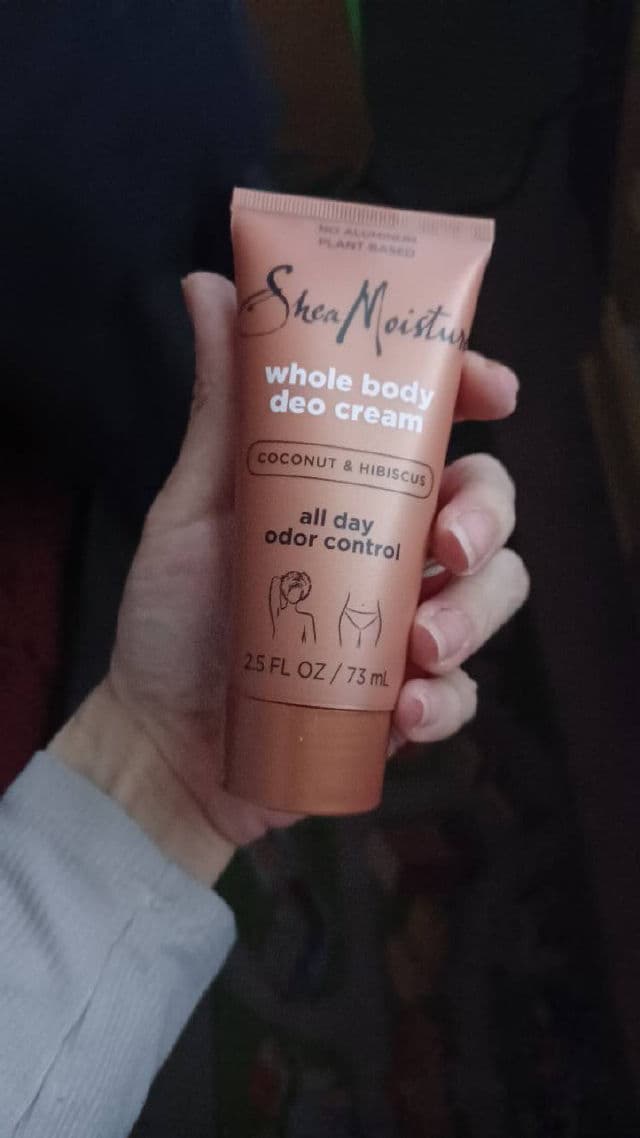 NO ALUMINUM
PLANT BASED
SheaMoisture
whole body
deo cream
COCONUT & HIBISCUS
all day
odor control
2.5 FL OZ / 73 mL